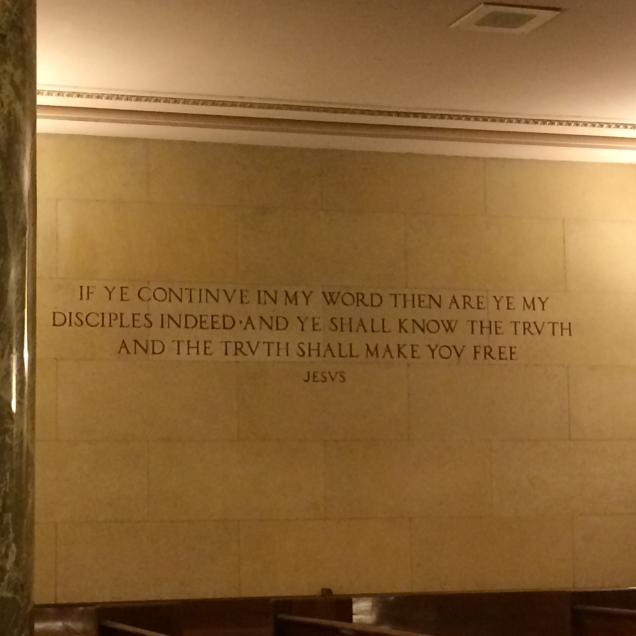 IF YE CONTINVE IN MY WORD THEN ARE YE MY
DISCIPLES INDEED·AND YE SHALL KNOW THE TRVTH
AND THE TRVTH SHALL MAKE YOV FREE
JESVS